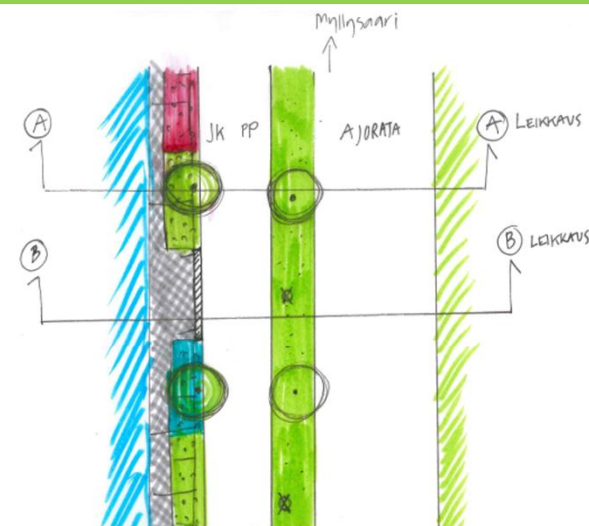 Myllysaari
A
JK PP
AJORATA
A LEIKKAUS
B
B LEIKKAUS